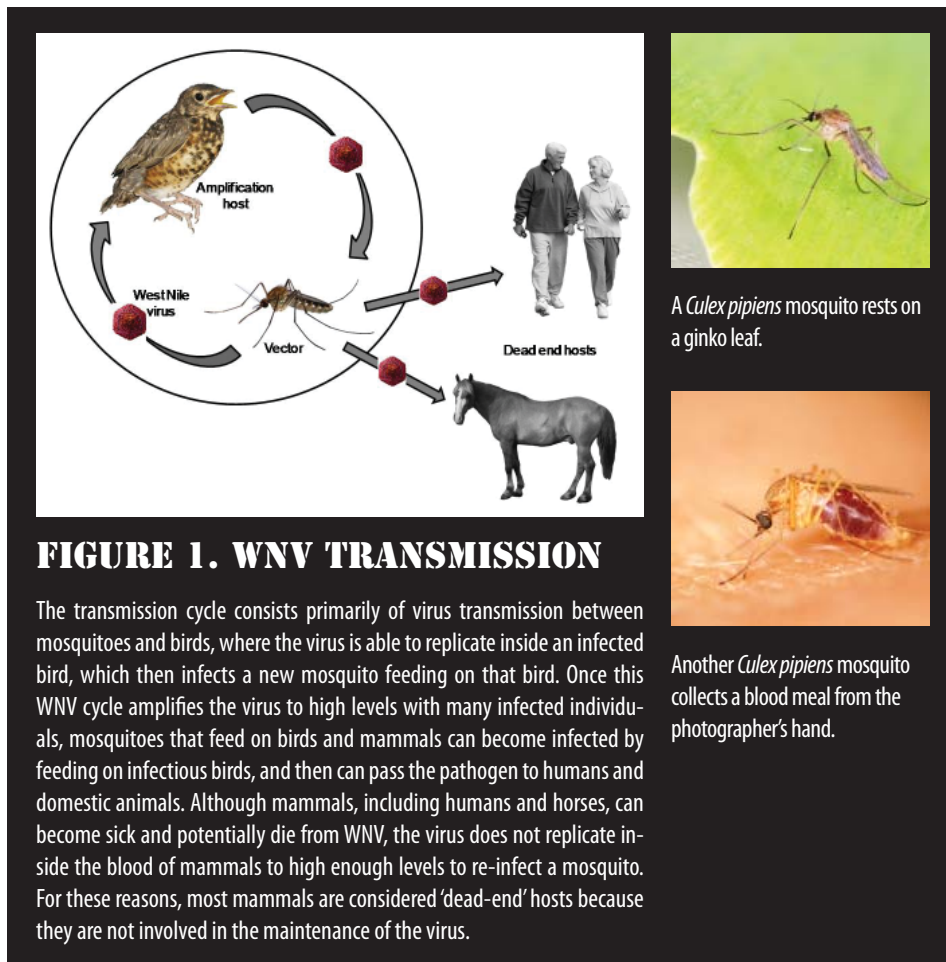 Amplification
host
West Nile
virus
Vector
Dead end hosts
FIGURE 1. WNV TRANSMISSION
The transmission cycle consists primarily of virus transmission between
mosquitoes and birds, where the virus is able to replicate inside an infected
bird, which then infects a new mosquito feeding on that bird. Once this
WNV cycle amplifies the virus to high levels with many infected individu-
als, mosquitoes that feed on birds and mammals can become infected by
feeding on infectious birds, and then can pass the pathogen to humans and
domestic animals. Although mammals, including humans and horses, can
become sick and potentially die from WNV, the virus does not replicate in-
side the blood of mammals to high enough levels to re-infect a mosquito.
For these reasons, most mammals are considered ‘dead-end’ hosts because
they are not involved in the maintenance of the virus.
A Culex pipiens mosquito rests on
a ginko leaf.
Another Culex pipiens mosquito
collects a blood meal from the
photographer’s hand.